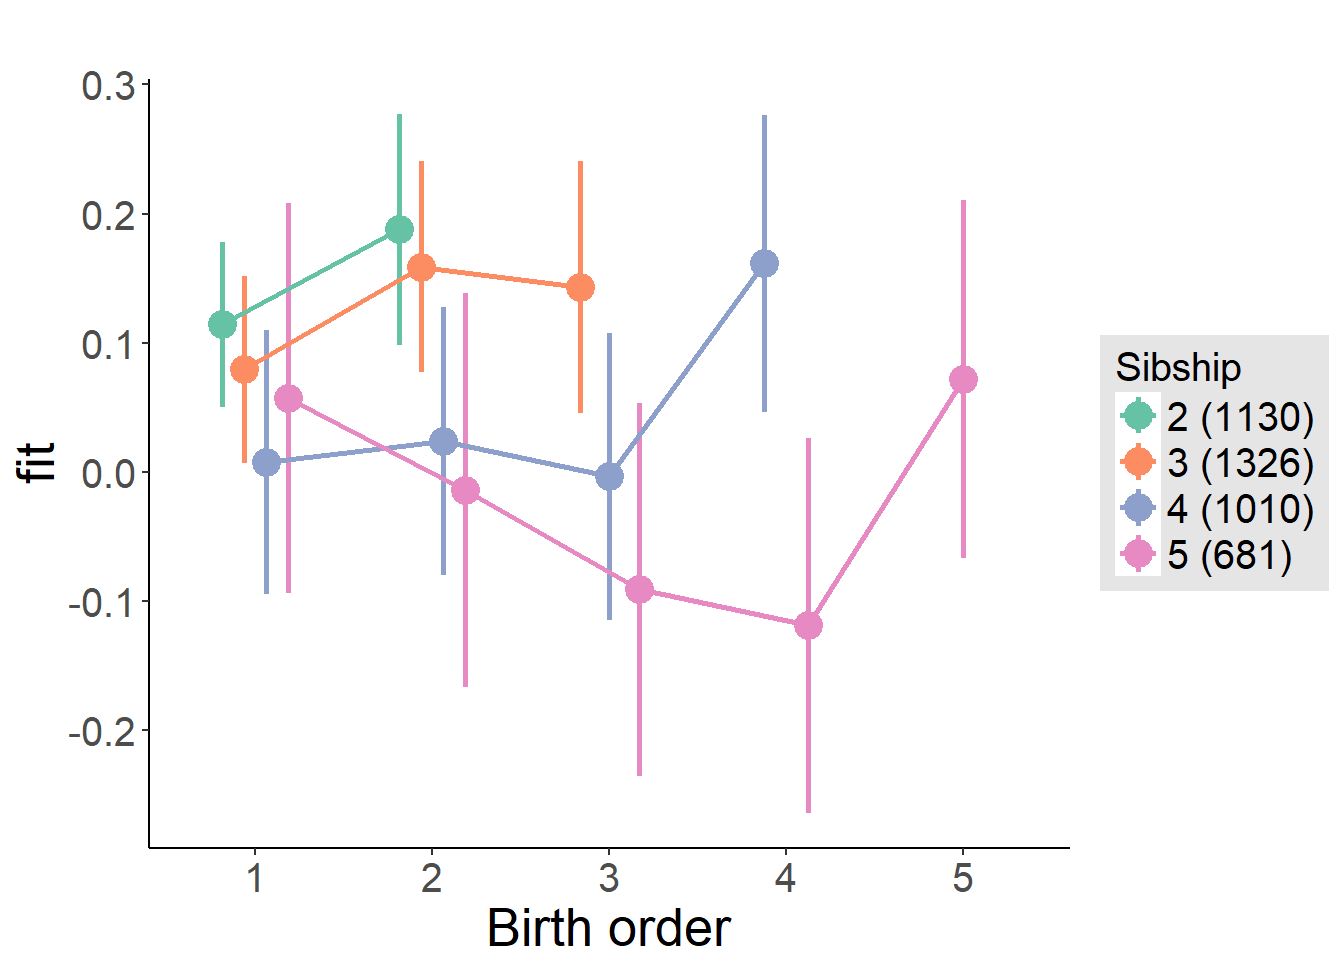 0.3
0.2
0.1
0.0
-0.1
-0.2
fit
1 2 3 4 5
Birth order
Sibship
2 (1130)
3 (1326)
4 (1010)
5 (681)